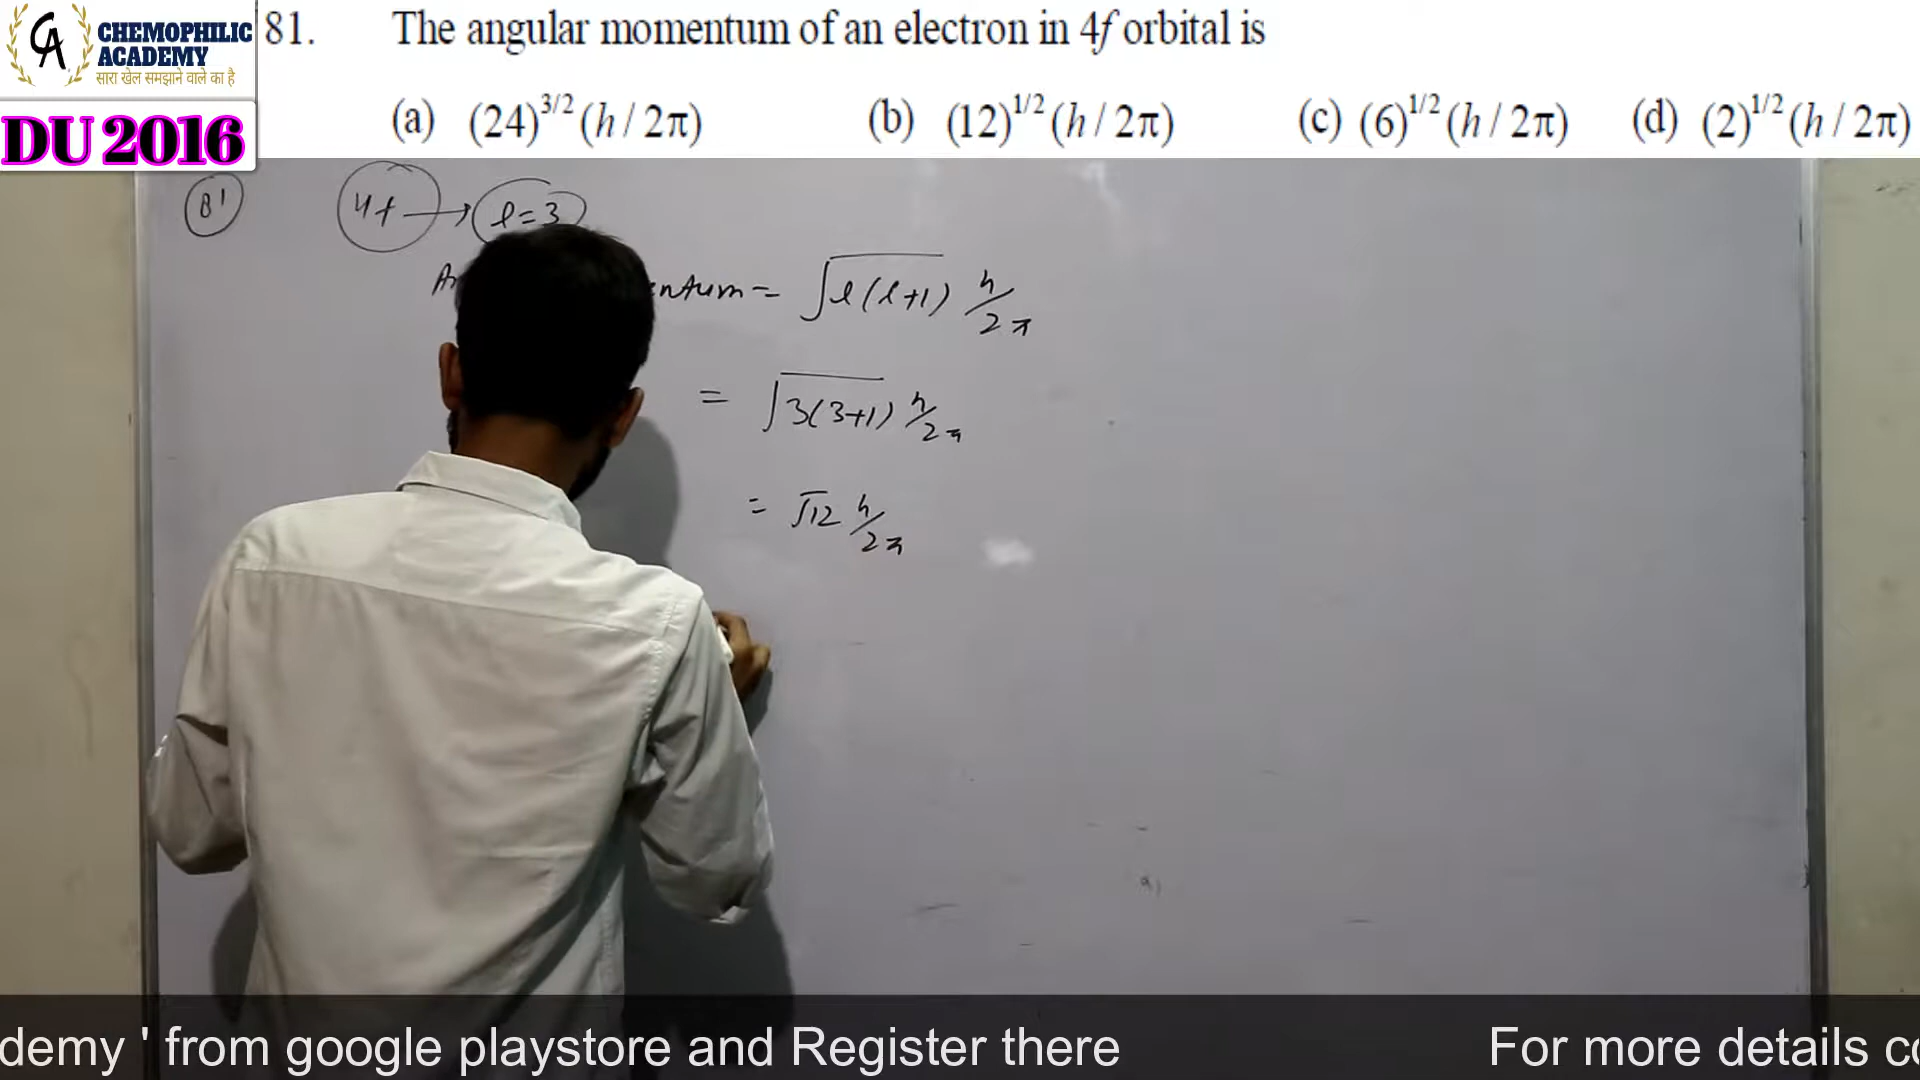 CHEMOPHILIC
ACADEMY
सारा खेल समझाने वाले का है
DU 2016
81. The angular momentum of an electron in 4f orbital is
(a) (24)^{3/2} (h / 2π) (b) (12)^{1/2} (h / 2π) (c) (6)^{1/2} (h / 2π) (d) (2)^{1/2} (h / 2π)
81 4f → l = 3
= √l(l+1) h/2π
= √3(3+1) h/2π
= √12 h/2π
demy ' from google playstore and Register there For more details